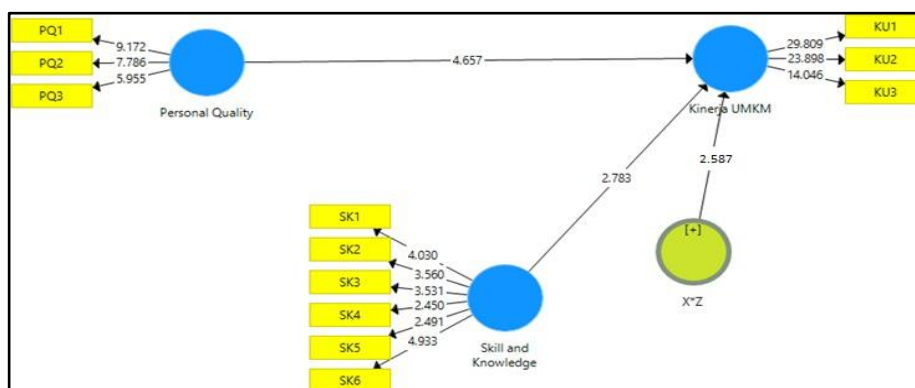 PQ1
PQ2
PQ3
9.172
7.786
5.955
Personal Quality
4.657
KU1
KU2
KU3
29.809
23.898
14.046
Kinerja UMKM
2.783
2.587
[+]
X*Z
SK1
SK2
SK3
SK4
SK5
SK6
4.030
3.560
3.531
2.450
2.491
4.933
Skill and
Knowledge